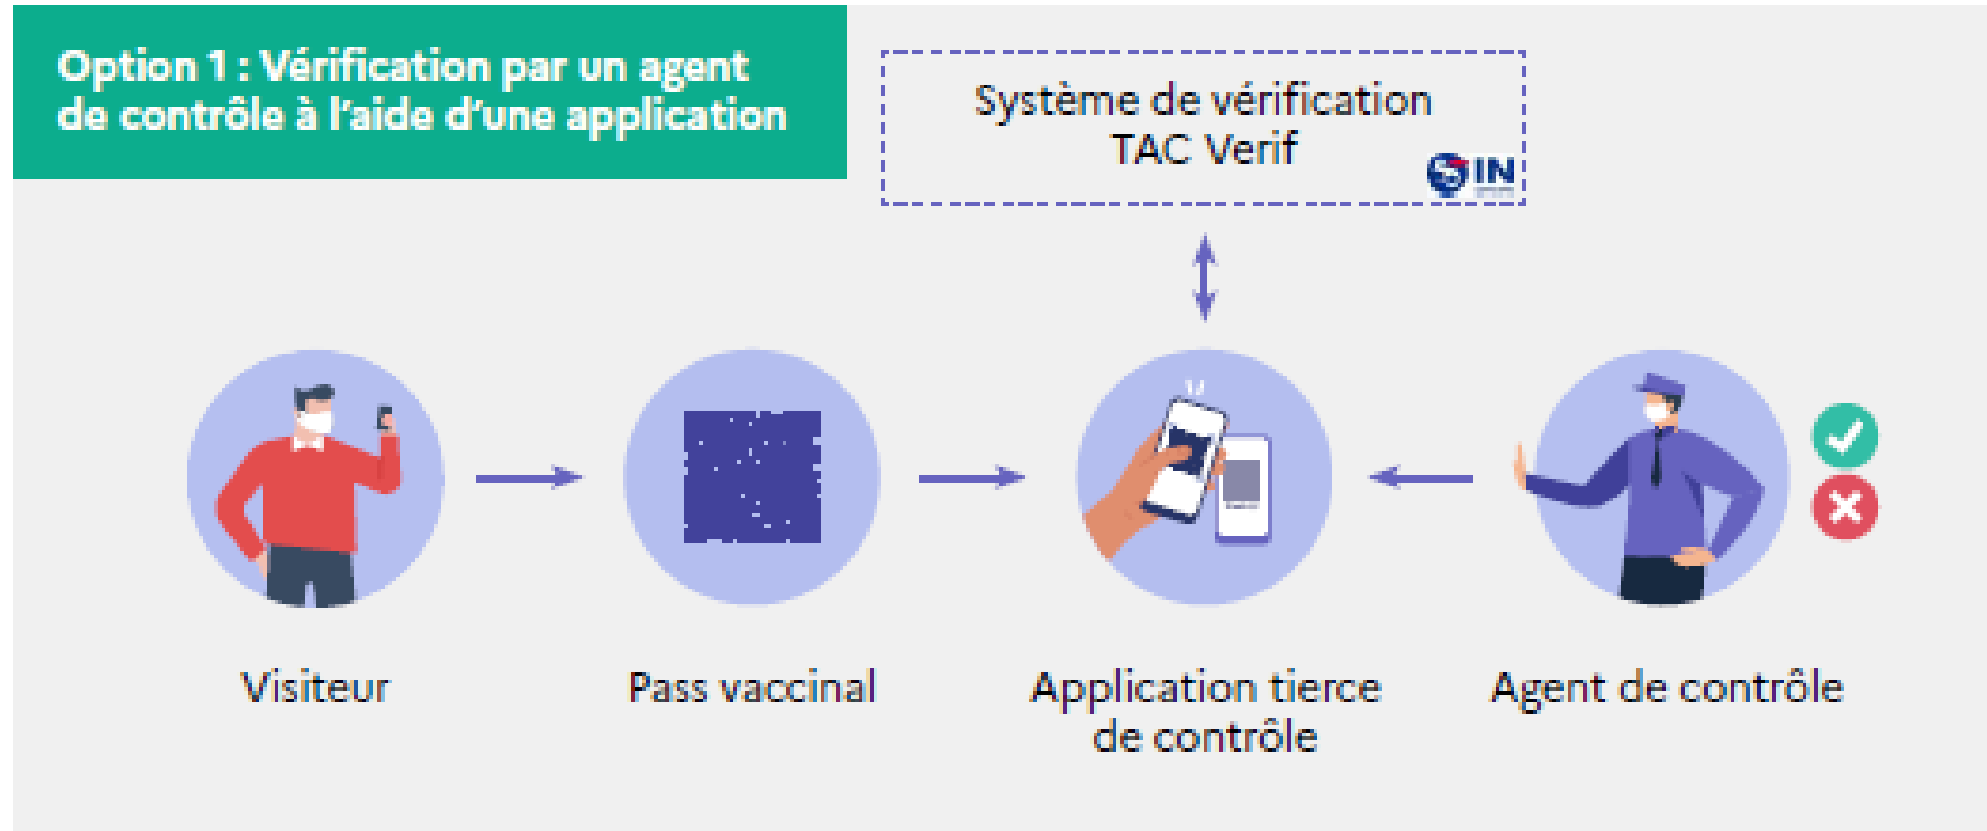 Option 1 : Vérification par un agent
de contrôle à l'aide d'une application
Système de vérification
TAC Verif
IN
Visiteur
Pass vaccinal
Application tierce
de contrôle
Agent de contrôle